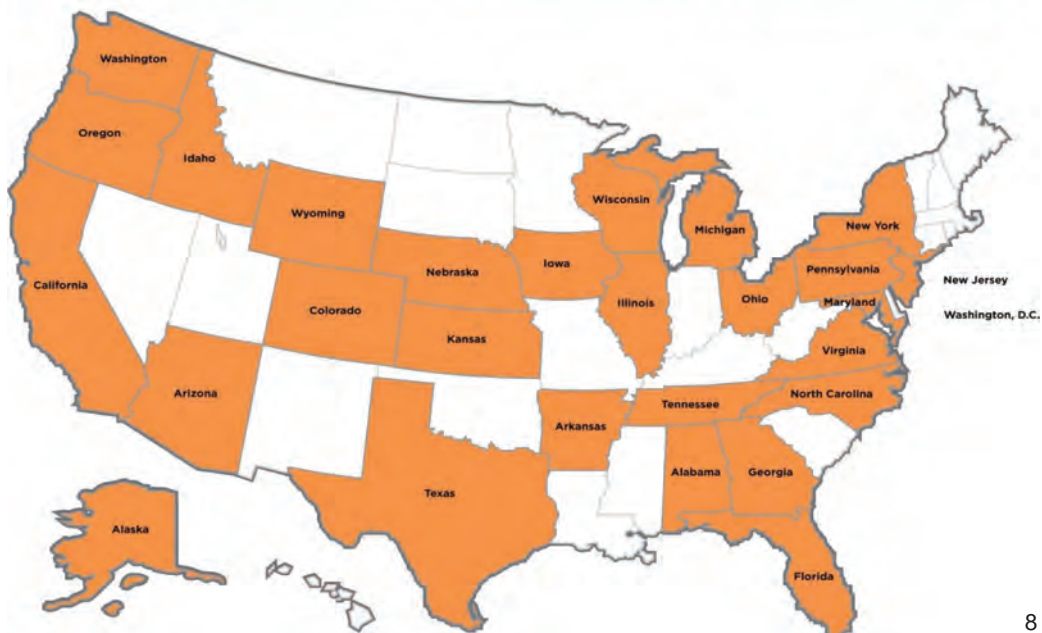 Washington
Oregon
Idaho
Wyoming
Wisconsin
Michigan
New York
California
Nebraska
Iowa
Illinois
Ohio
Pennsylvania
New Jersey
Colorado
Kansas
Maryland
Washington, D.C.
Virginia
Arizona
Arkansas
Tennessee
North Carolina
Texas
Alabama
Georgia
Alaska
Florida
8